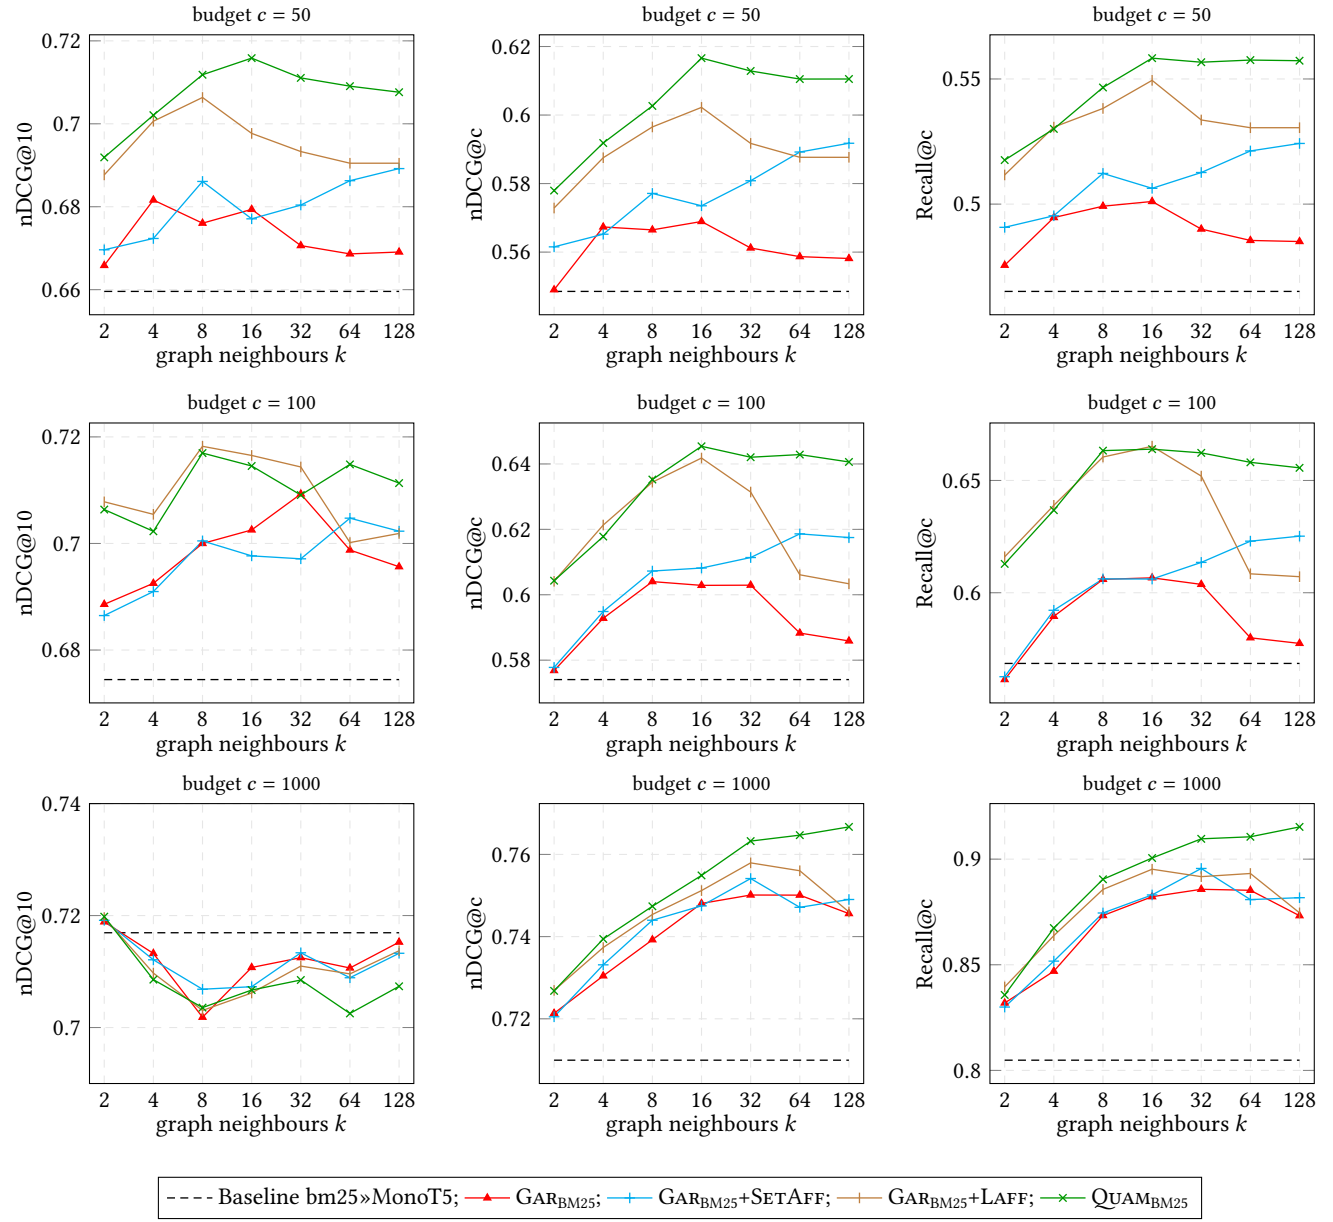 budget c = 50
budget c = 50
budget c = 50
nDCG@10
0.72
0.7
0.68
0.66
2 4 8 16 32 64 128
graph neighbours k
nDCG@c
0.62
0.6
0.58
0.56
2 4 8 16 32 64 128
graph neighbours k
Recall@c
0.55
0.5
2 4 8 16 32 64 128
graph neighbours k
budget c = 100
budget c = 100
budget c = 100
nDCG@10
0.72
0.7
0.68
2 4 8 16 32 64 128
graph neighbours k
nDCG@c
0.64
0.62
0.6
0.58
2 4 8 16 32 64 128
graph neighbours k
Recall@c
0.65
0.6
2 4 8 16 32 64 128
graph neighbours k
budget c = 1000
budget c = 1000
budget c = 1000
nDCG@10
0.74
0.72
0.7
2 4 8 16 32 64 128
graph neighbours k
nDCG@c
0.76
0.74
0.72
2 4 8 16 32 64 128
graph neighbours k
Recall@c
0.9
0.85
0.8
2 4 8 16 32 64 128
graph neighbours k
Baseline bm25»MonoT5; GAR_BM25; GAR_BM25+SETAFF; GAR_BM25+LAFF; QUAM_BM25